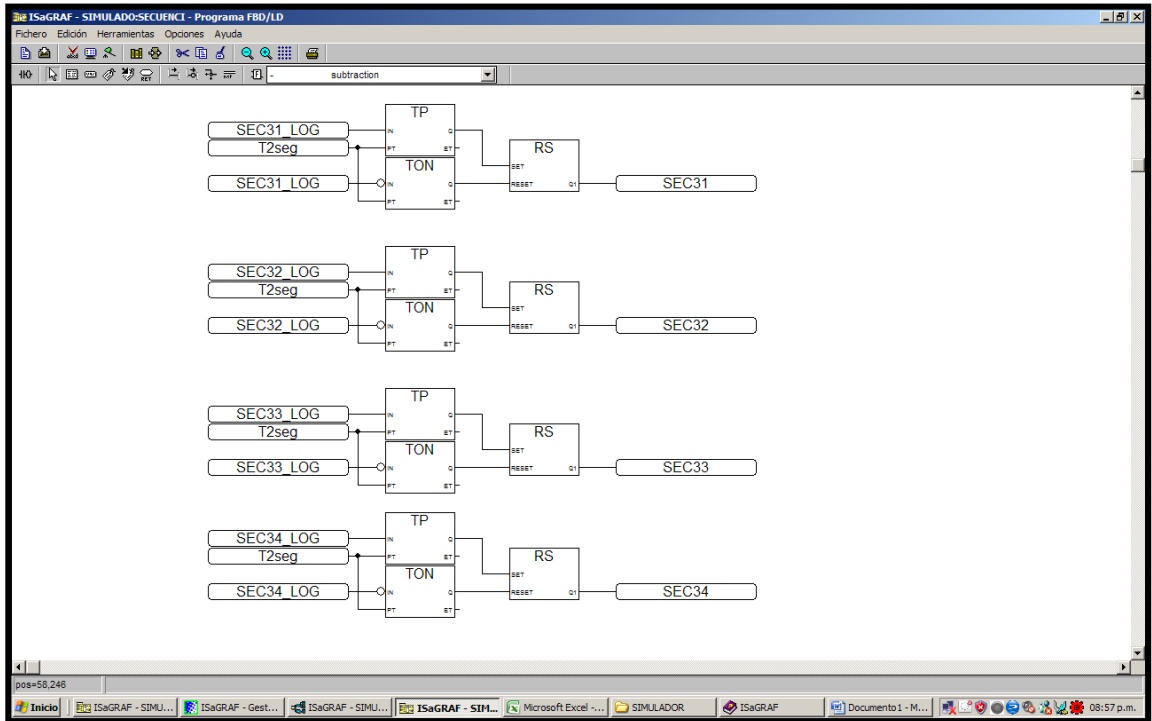 ISaGRAF - SIMULADO:SECUENCI - Programa FBD/LD
Fichero Edición Herramientas Opciones Ayuda
- subtraction
TP
SEC31_LOG IN Q
T2seg PT ET RS
TON SET
SEC31_LOG IN Q RESET Q1 SEC31
PT ET
TP
SEC32_LOG IN Q
T2seg PT ET RS
TON SET
SEC32_LOG IN Q RESET Q1 SEC32
PT ET
TP
SEC33_LOG IN Q
T2seg PT ET RS
TON SET
SEC33_LOG IN Q RESET Q1 SEC33
PT ET
TP
SEC34_LOG IN Q
T2seg PT ET RS
TON SET
SEC34_LOG IN Q RESET Q1 SEC34
PT ET
pos=58,246
Inicio ISaGRAF - SIMU... ISaGRAF - Gest... ISaGRAF - SIMU... ISaGRAF - SIM... Microsoft Excel -... SIMULADOR ISaGRAF Documento1 - M... 08:57 p.m.